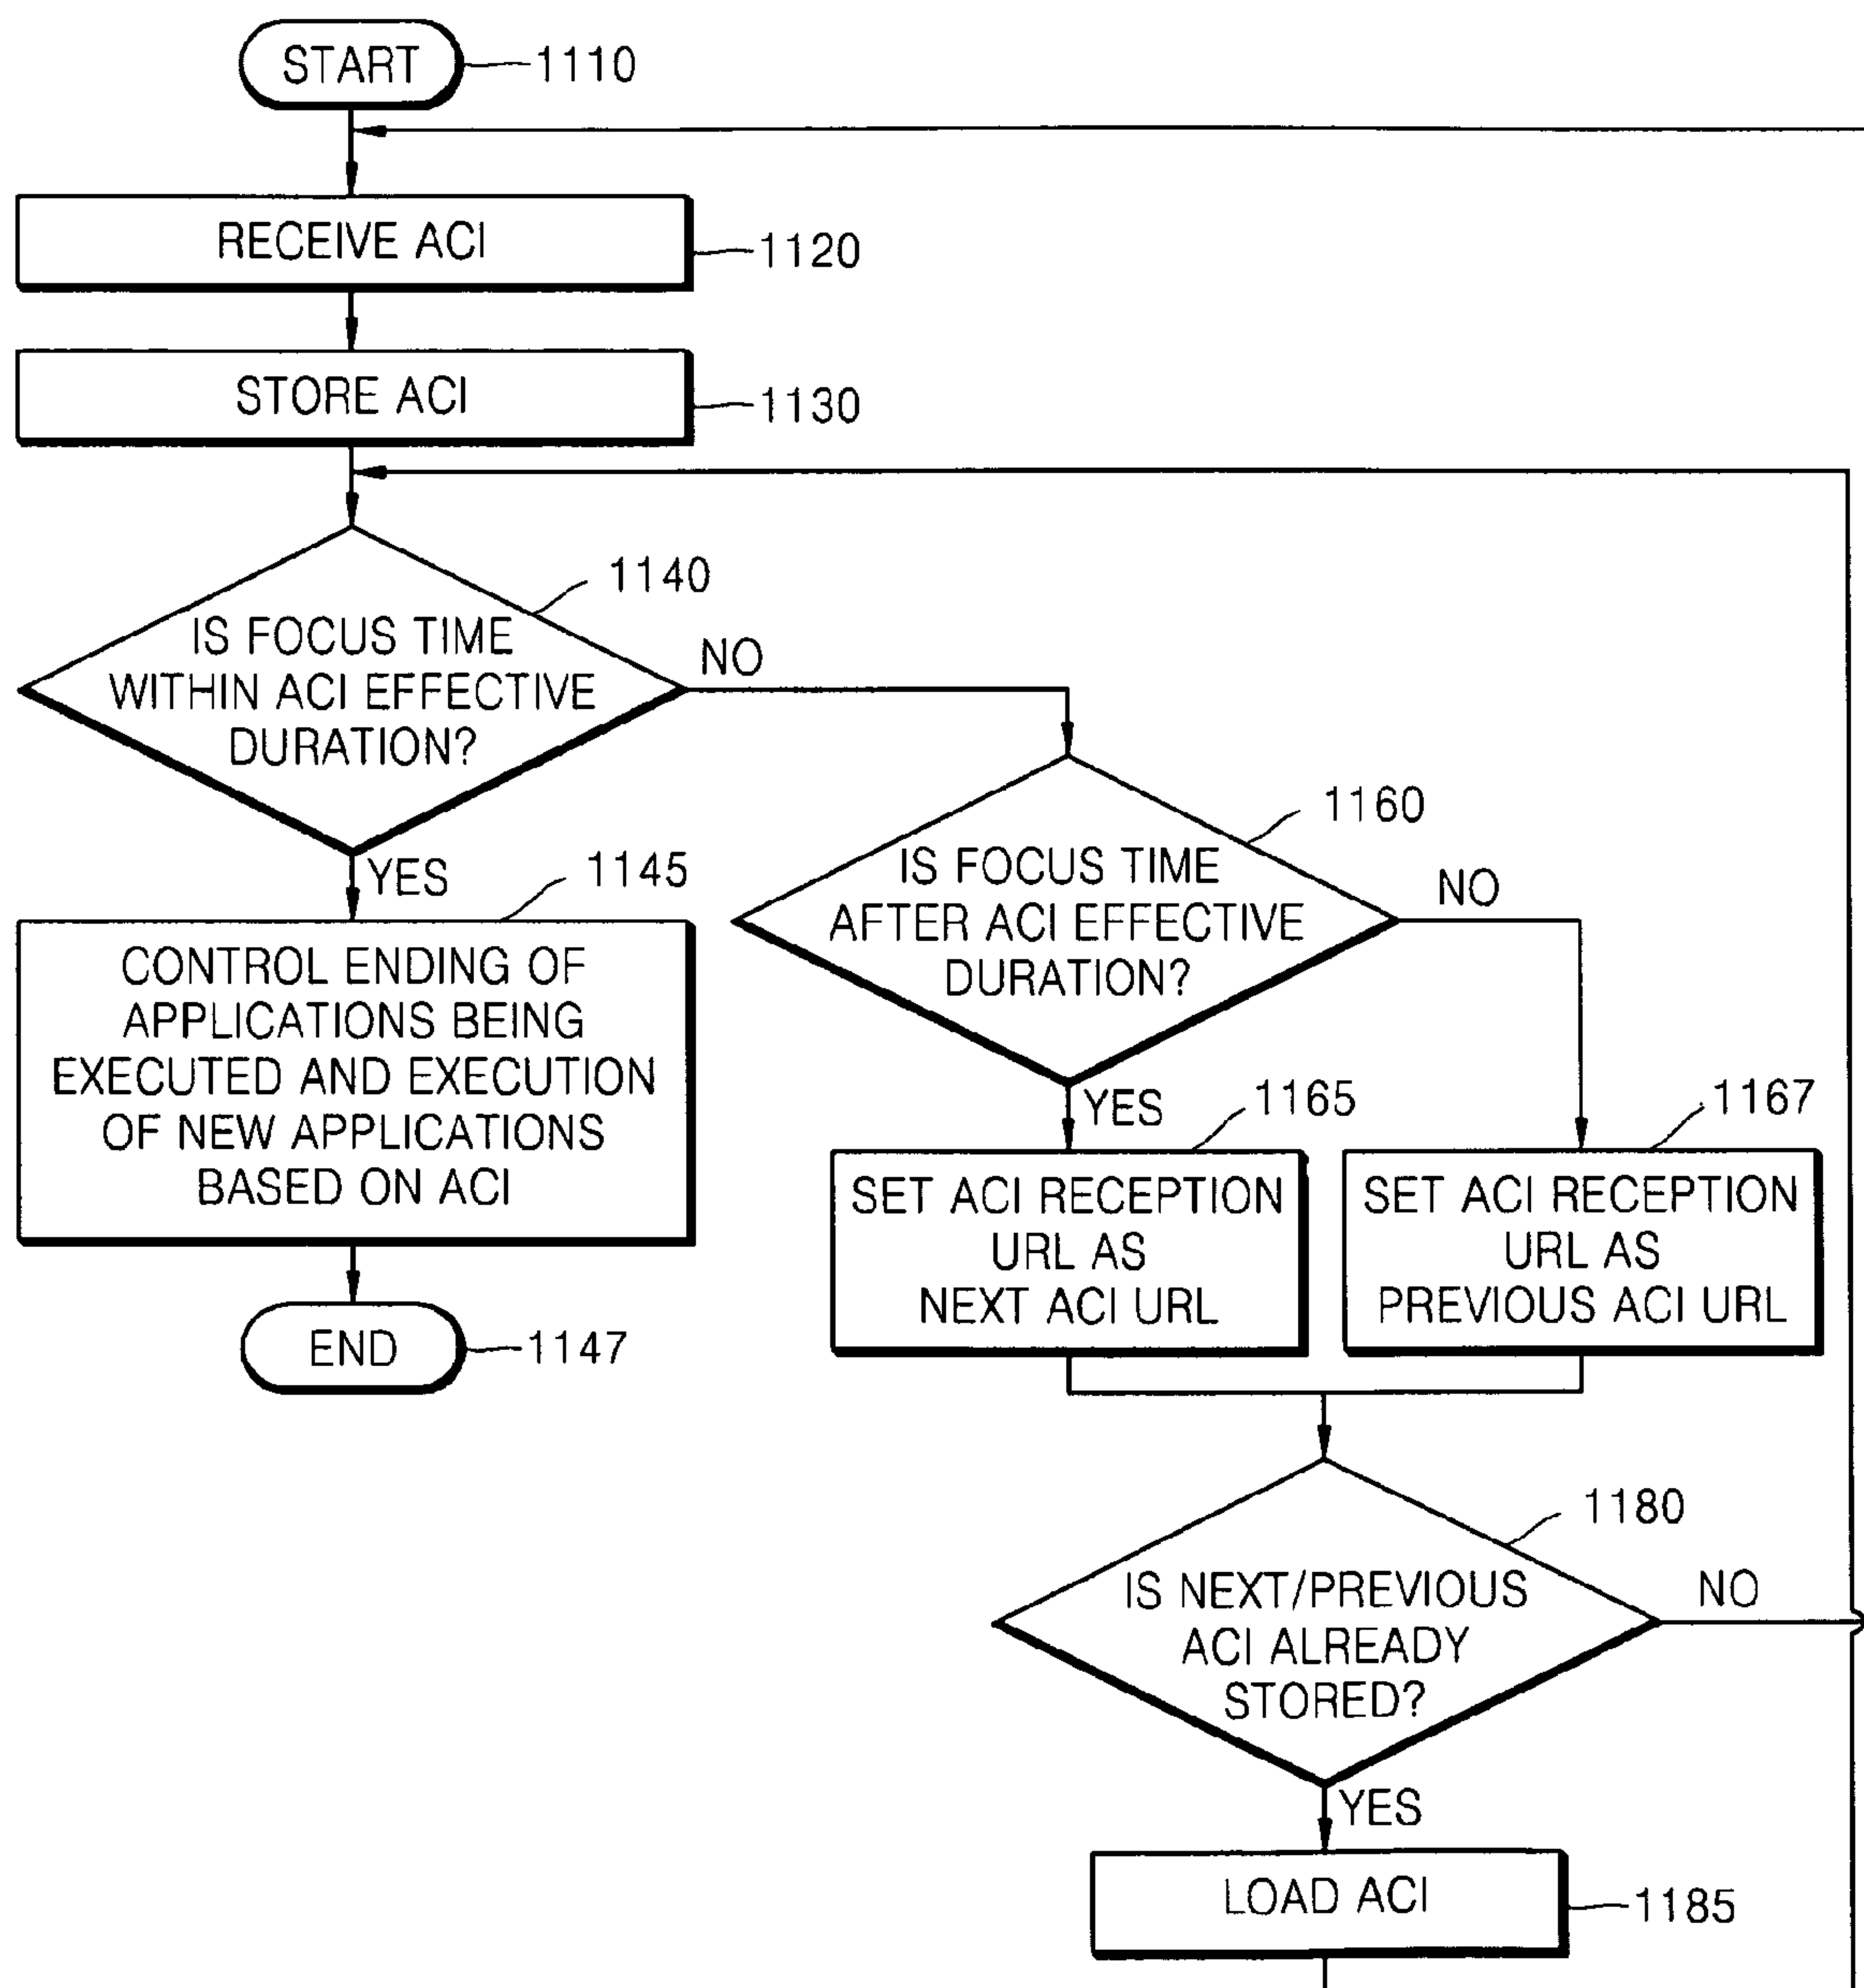 START
1110
RECEIVE ACI
1120
STORE ACI
1130
1140
IS FOCUS TIME
WITHIN ACI EFFECTIVE
DURATION?
NO
YES
1145
CONTROL ENDING OF
APPLICATIONS BEING
EXECUTED AND EXECUTION
OF NEW APPLICATIONS
BASED ON ACI
END
1147
1160
IS FOCUS TIME
AFTER ACI EFFECTIVE
DURATION?
NO
YES
1165
SET ACI RECEPTION
URL AS
NEXT ACI URL
1167
SET ACI RECEPTION
URL AS
PREVIOUS ACI URL
1180
IS NEXT/PREVIOUS
ACI ALREADY
STORED?
NO
YES
LOAD ACI
1185